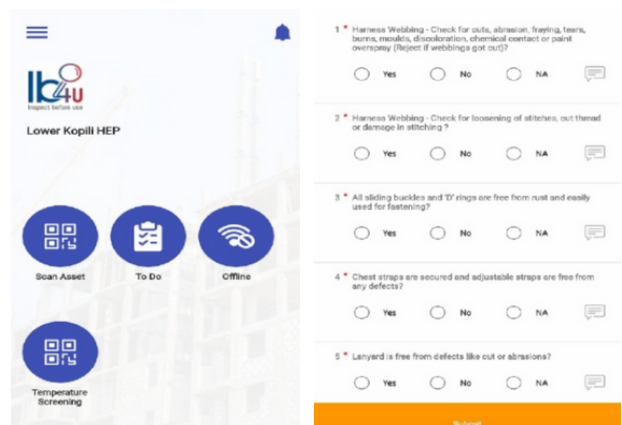 Ib4U
Inspect before use
Lower Kopili HEP
Scan Asset
To Do
Offline
Temperature
Screening
1 * Harness Webbing - Check for cuts, abrasion, fraying, tears,
burns, moulds, discoloration, chemical contact or paint
overspray (Reject if webbings got cut)?
Yes No NA
2 * Harness Webbing - Check for loosening of stitches, cut thread
or damage in stitching ?
Yes No NA
3 * All sliding buckles and 'D' rings are free from rust and easily
used for fastening?
Yes No NA
4 * Chest straps are secured and adjustable straps are free from
any defects?
Yes No NA
5 * Lanyard is free from defects like cut or abrasions?
Yes No NA
Submit